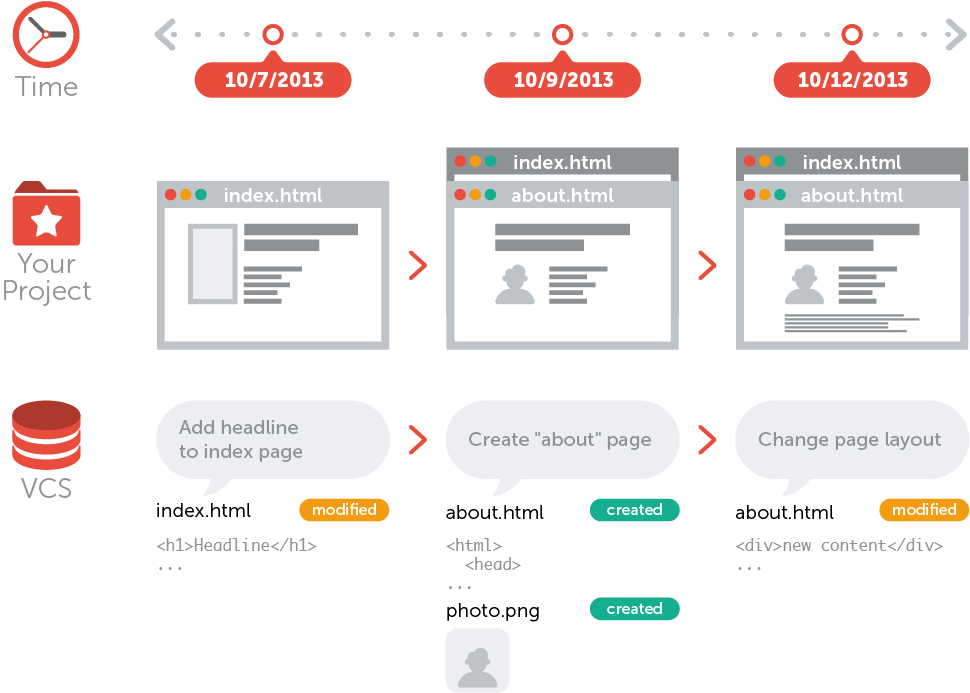 Time
10/7/2013
10/9/2013
10/12/2013
Your
Project
index.html
index.html
about.html
index.html
about.html
VCS
Add headline
to index page
Create "about" page
Change page layout
index.html modified
<h1>Headline</h1>
...
about.html created
<html>
<head>
...
photo.png created
about.html modified
<div>new content</div>
...